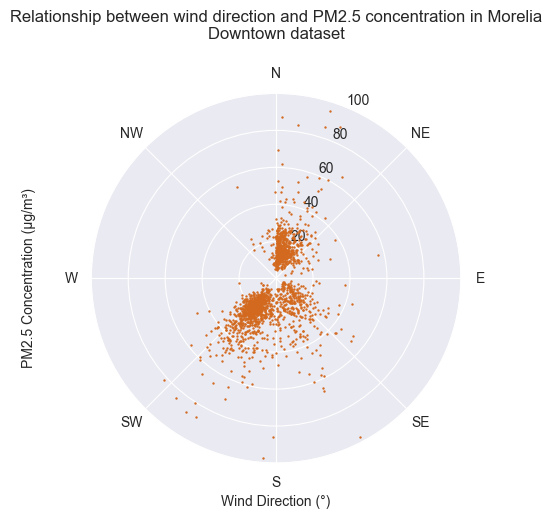 Relationship between wind direction and PM2.5 concentration in Morelia
Downtown dataset
N
NW
NE
100
80
60
40
20
W
E
PM2.5 Concentration (µg/m³)
SW
SE
S
Wind Direction (°)